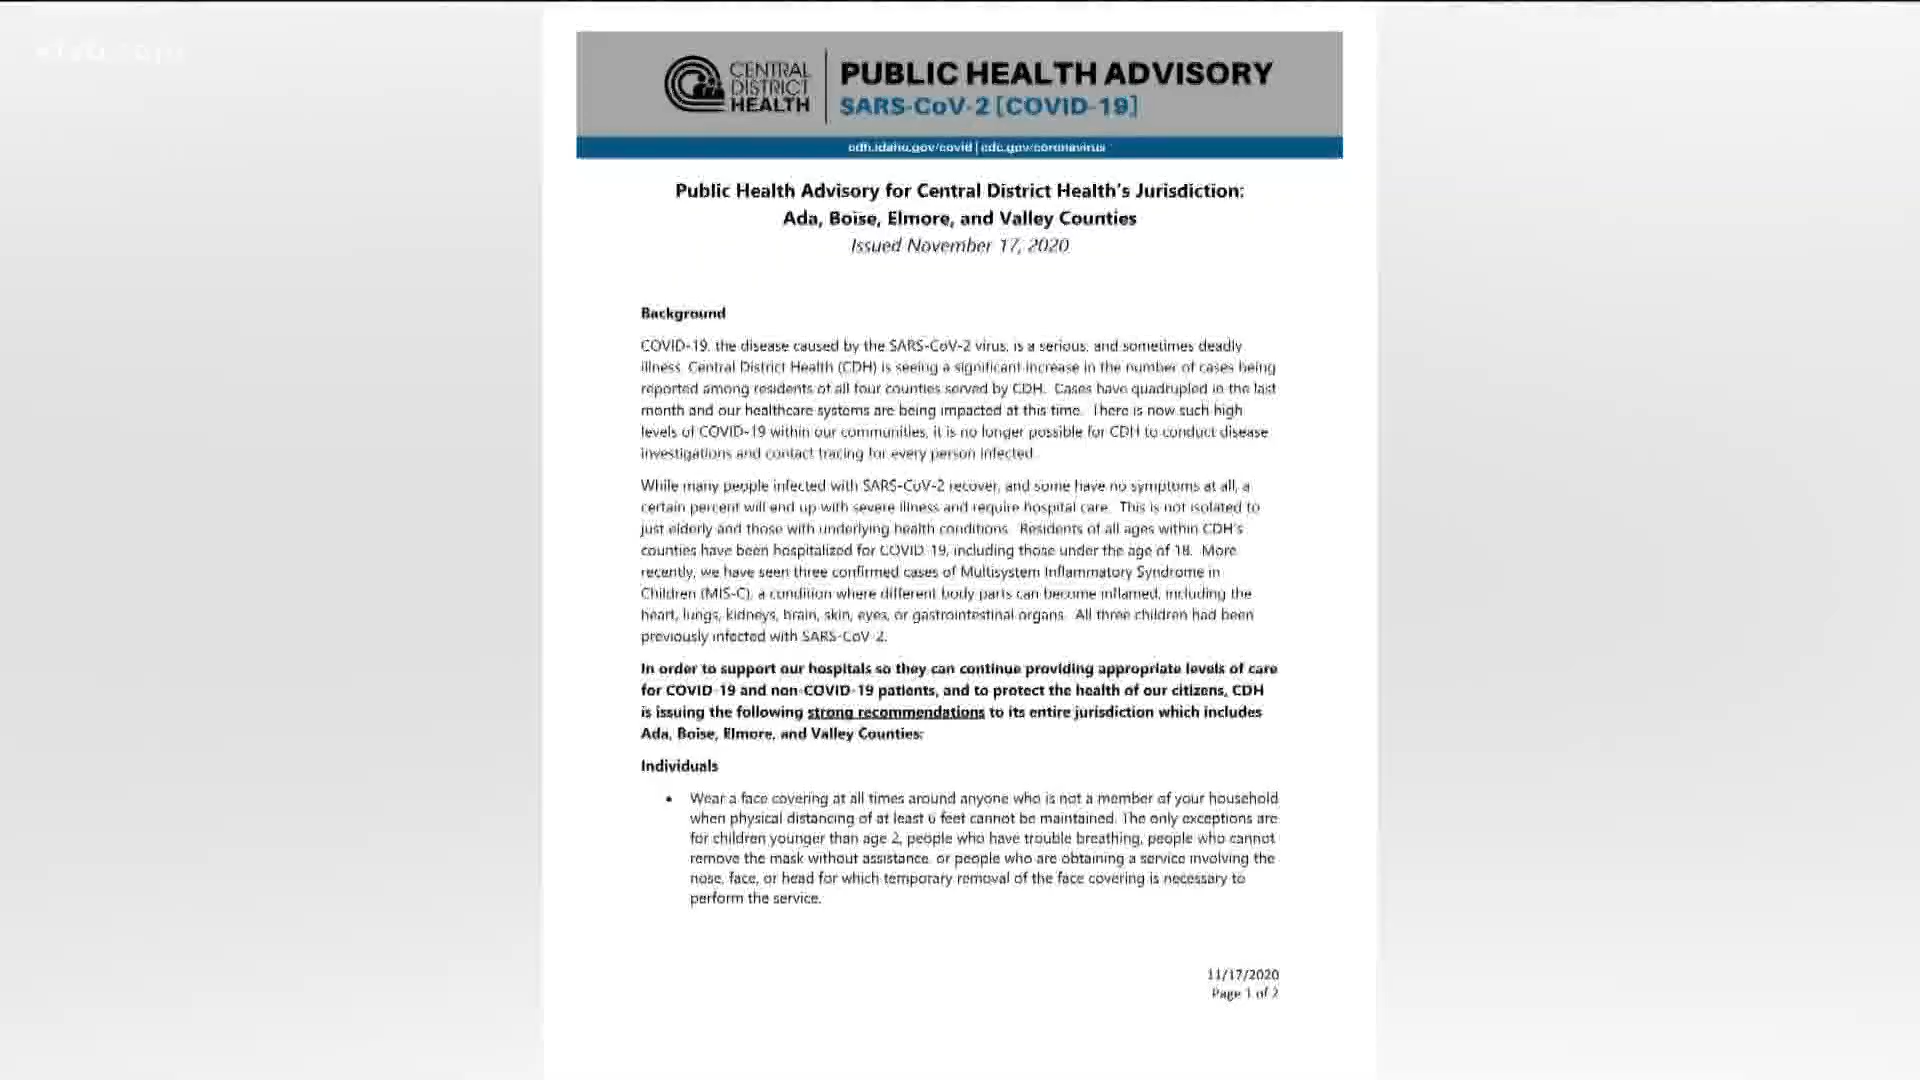 CENTRAL
DISTRICT
HEALTH
PUBLIC HEALTH ADVISORY
SARS-CoV-2 [COVID-19]
cdh.idaho.gov/covid | cdc.gov/coronavirus
Public Health Advisory for Central District Health's Jurisdiction:
Ada, Boise, Elmore, and Valley Counties
Issued November 17, 2020
Background
COVID-19, the disease caused by the SARS-CoV-2 virus, is a serious, and sometimes deadly
illness. Central District Health (CDH) is seeing a significant increase in the number of cases being
reported among residents of all four counties served by CDH. Cases have quadrupled in the last
month and our healthcare systems are being impacted at this time. There is now such high
levels of COVID-19 within our communities, it is no longer possible for CDH to conduct disease
investigations and contact tracing for every person infected.
While many people infected with SARS-CoV-2 recover, and some have no symptoms at all, a
certain percent will end up with severe illness and require hospital care. This is not isolated to
just elderly and those with underlying health conditions. Residents of all ages within CDH's
counties have been hospitalized for COVID-19, including those under the age of 18. More
recently, we have seen three confirmed cases of Multisystem Inflammatory Syndrome in
Children (MIS-C), a condition where different body parts can become inflamed, including the
heart, lungs, kidneys, brain, skin, eyes, or gastrointestinal organs. All three children had been
previously infected with SARS-CoV-2.
In order to support our hospitals so they can continue providing appropriate levels of care
for COVID-19 and non-COVID-19 patients, and to protect the health of our citizens, CDH
is issuing the following strong recommendations to its entire jurisdiction which includes
Ada, Boise, Elmore, and Valley Counties:
Individuals
• Wear a face covering at all times around anyone who is not a member of your household
when physical distancing of at least 6 feet cannot be maintained. The only exceptions are
for children younger than age 2, people who have trouble breathing, people who cannot
remove the mask without assistance, or people who are obtaining a service involving the
nose, face, or head for which temporary removal of the face covering is necessary to
perform the service.
11/17/2020
Page 1 of 2